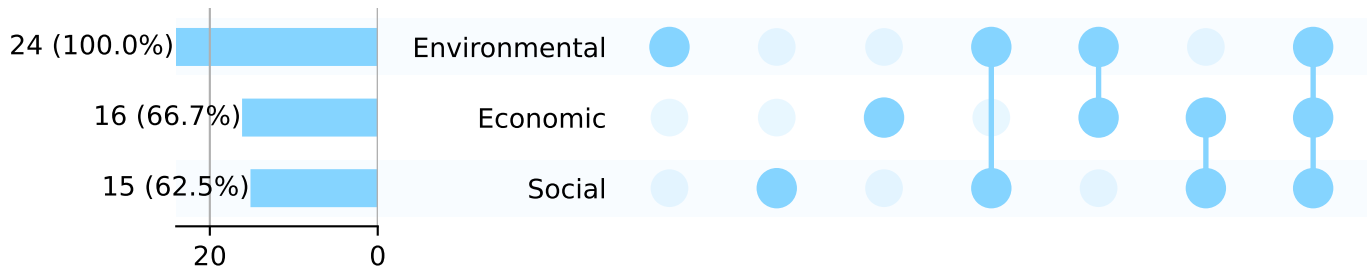 24 (100.0%) Environmental
16 (66.7%) Economic
15 (62.5%) Social
20 0